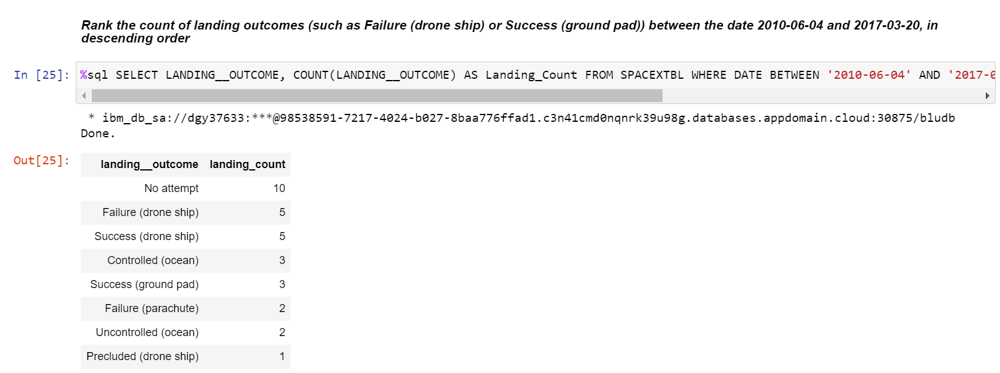 Rank the count of landing outcomes (such as Failure (drone ship) or Success (ground pad)) between the date 2010-06-04 and 2017-03-20, in
descending order
In [25]: %sql SELECT LANDING__OUTCOME, COUNT(LANDING__OUTCOME) AS Landing_Count FROM SPACEXTBL WHERE DATE BETWEEN '2010-06-04' AND '2017-0
* ibm_db_sa://dgy37633:***@98538591-7217-4024-b027-8baa776ffad1.c3n41cmd0nqnrk39u98g.databases.appdomain.cloud:30875/bludb
Done.
Out[25]: landing__outcome landing_count
No attempt 10
Failure (drone ship) 5
Success (drone ship) 5
Controlled (ocean) 3
Success (ground pad) 3
Failure (parachute) 2
Uncontrolled (ocean) 2
Precluded (drone ship) 1